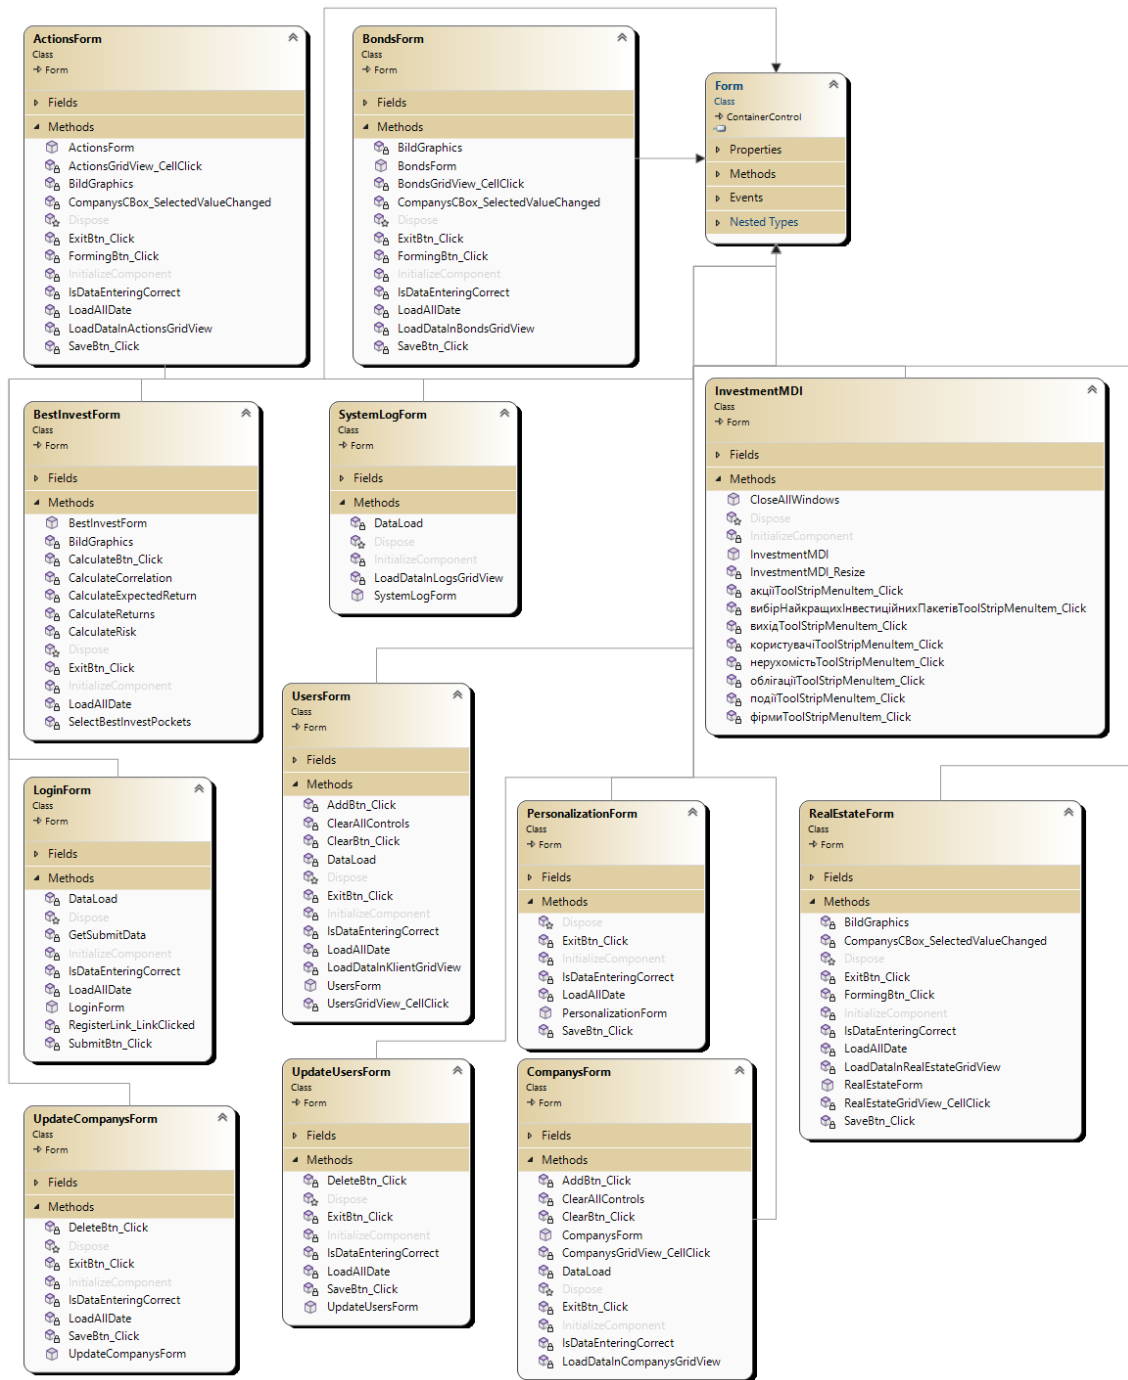 ActionsForm
Class
Form
Fields
Methods
ActionsForm
ActionsGridView_CellClick
BildGraphics
CompanysCBox_SelectedValueChanged
Dispose
ExitBtn_Click
FormingBtn_Click
InitializeComponent
IsDataEnteringCorrect
LoadAllDate
LoadDataInActionsGridView
SaveBtn_Click
BondsForm
Class
Form
Fields
Methods
BildGraphics
BondsForm
BondsGridView_CellClick
CompanysCBox_SelectedValueChanged
Dispose
ExitBtn_Click
FormingBtn_Click
InitializeComponent
IsDataEnteringCorrect
LoadAllDate
LoadDataInBondsGridView
SaveBtn_Click
Form
Class
ContainerControl
Properties
Methods
Events
Nested Types
BestInvestForm
Class
Form
Fields
Methods
BestInvestForm
BildGraphics
CalculateBtn_Click
CalculateCorrelation
CalculateExpectedReturn
CalculateReturns
CalculateRisk
Dispose
ExitBtn_Click
InitializeComponent
LoadAllDate
SelectBestInvestPockets
SystemLogForm
Class
Form
Fields
Methods
DataLoad
Dispose
InitializeComponent
LoadDataInLogsGridView
SystemLogForm
InvestmentMDI
Class
Form
Fields
Methods
CloseAllWindows
Dispose
InitializeComponent
InvestmentMDI
InvestmentMDI_Resize
акціїToolStripMenuItem_Click
вибірНайкращихІнвестиційнихПакетівToolStripMenuItem_Click
вихідToolStripMenuItem_Click
користувачіToolStripMenuItem_Click
нерухомістьToolStripMenuItem_Click
облігаціїToolStripMenuItem_Click
подіїToolStripMenuItem_Click
фірмиToolStripMenuItem_Click
UsersForm
Class
Form
Fields
Methods
AddBtn_Click
ClearAllControls
ClearBtn_Click
DataLoad
Dispose
ExitBtn_Click
InitializeComponent
IsDataEnteringCorrect
LoadAllDate
LoadDataInKlientGridView
UsersForm
UsersGridView_CellClick
LoginForm
Class
Form
Fields
Methods
DataLoad
Dispose
GetSubmitData
InitializeComponent
IsDataEnteringCorrect
LoadAllDate
LoginForm
RegisterLink_LinkClicked
SubmitBtn_Click
PersonalizationForm
Class
Form
Fields
Methods
Dispose
ExitBtn_Click
InitializeComponent
IsDataEnteringCorrect
LoadAllDate
PersonalizationForm
SaveBtn_Click
RealEstateForm
Class
Form
Fields
Methods
BildGraphics
CompanysCBox_SelectedValueChanged
Dispose
ExitBtn_Click
FormingBtn_Click
InitializeComponent
IsDataEnteringCorrect
LoadAllDate
LoadDataInRealEstateGridView
RealEstateForm
RealEstateGridView_CellClick
SaveBtn_Click
UpdateCompanysForm
Class
Form
Fields
Methods
DeleteBtn_Click
Dispose
ExitBtn_Click
InitializeComponent
IsDataEnteringCorrect
LoadAllDate
SaveBtn_Click
UpdateCompanysForm
UpdateUsersForm
Class
Form
Fields
Methods
DeleteBtn_Click
Dispose
ExitBtn_Click
InitializeComponent
IsDataEnteringCorrect
LoadAllDate
SaveBtn_Click
UpdateUsersForm
CompanysForm
Class
Form
Fields
Methods
AddBtn_Click
ClearAllControls
ClearBtn_Click
CompanysForm
CompanysGridView_CellClick
DataLoad
Dispose
ExitBtn_Click
InitializeComponent
IsDataEnteringCorrect
LoadDataInCompanysGridView